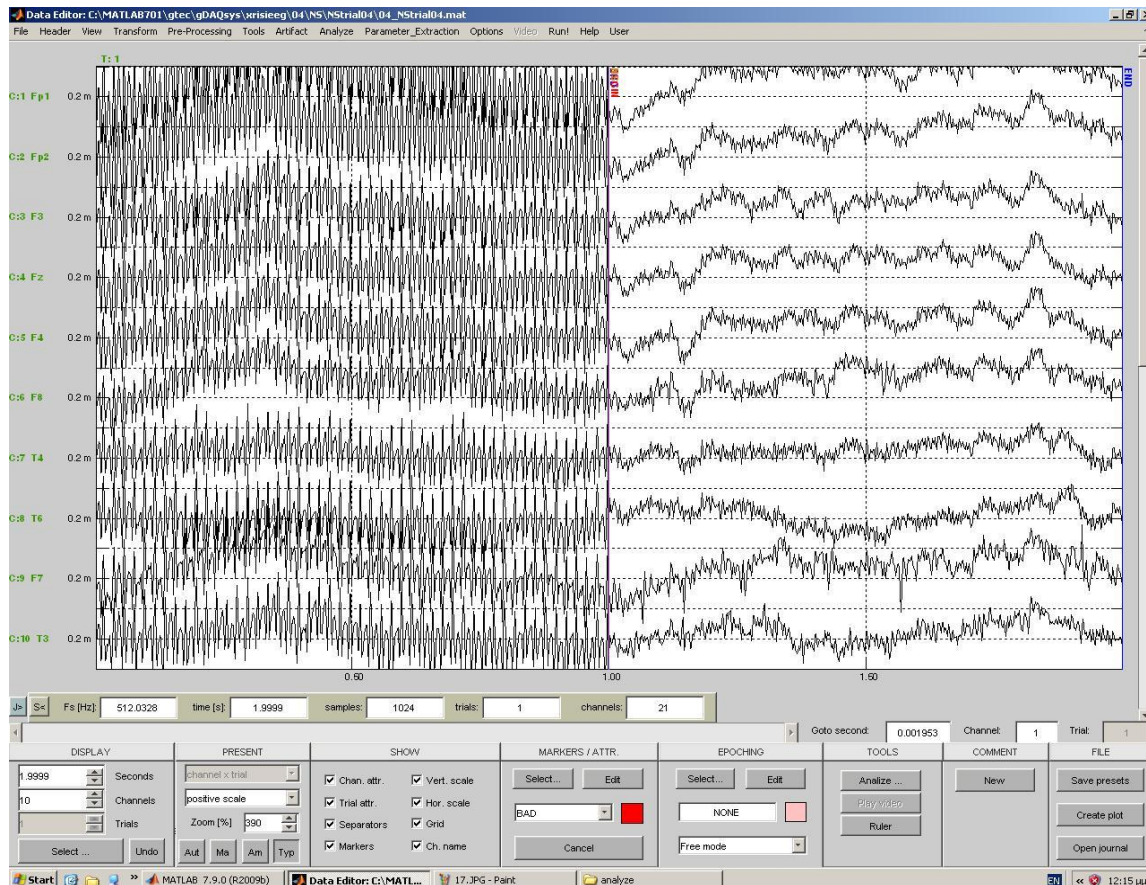 Data Editor: C:\MATLAB701\gtec\gDAQsys\xrisieeg\04\NS\NStrial04\04_NStrial04.mat
File Header View Transform Pre-Processing Tools Artifact Analyze Parameter_Extraction Options Video Run! Help User
T: 1
END
C:1 Fp1 0.2 m
C:2 Fp2 0.2 m
C:3 F3 0.2 m
C:4 Fz 0.2 m
C:5 F4 0.2 m
C:6 F8 0.2 m
C:7 T4 0.2 m
C:8 T6 0.2 m
C:9 F7 0.2 m
C:10 T3 0.2 m
0.50 1.00 1.50
J> S< Fs [Hz]: 512.0328 time [s]: 1.9999 samples: 1024 trials: 1 channels: 21
Goto second: 0.001953 Channel: 1 Trial: 1
DISPLAY PRESENT SHOW MARKERS / ATTR. EPOCHING TOOLS COMMENT FILE
1.9999 Seconds channel x trial Chan. attr. Vert. scale Select... Edit Select... Edit Analize ... New Save presets
10 Channels positive scale Trial attr. Hor. scale BAD NONE Play video Create plot
1 Trials Zoom [%] 390 Separators Grid Ruler
Select ... Undo Aut Ma Am Typ Markers Ch. name Cancel Free mode Open journal
Start » MATLAB 7.9.0 (R2009b) Data Editor: C:\MATL... 17.JPG - Paint analyze EN « 12:15 μμ